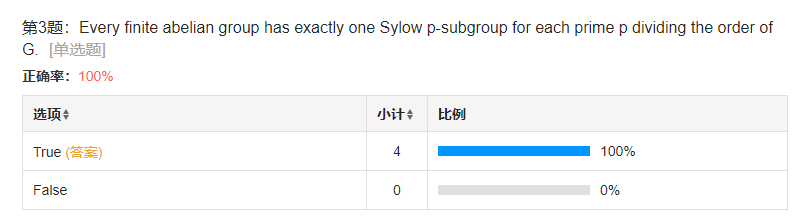 第3题：Every finite abelian group has exactly one Sylow p-subgroup for each prime p dividing the order of
G. [单选题]
正确率：100%
选项 小计 比例
True (答案) 4 100%
False 0 0%